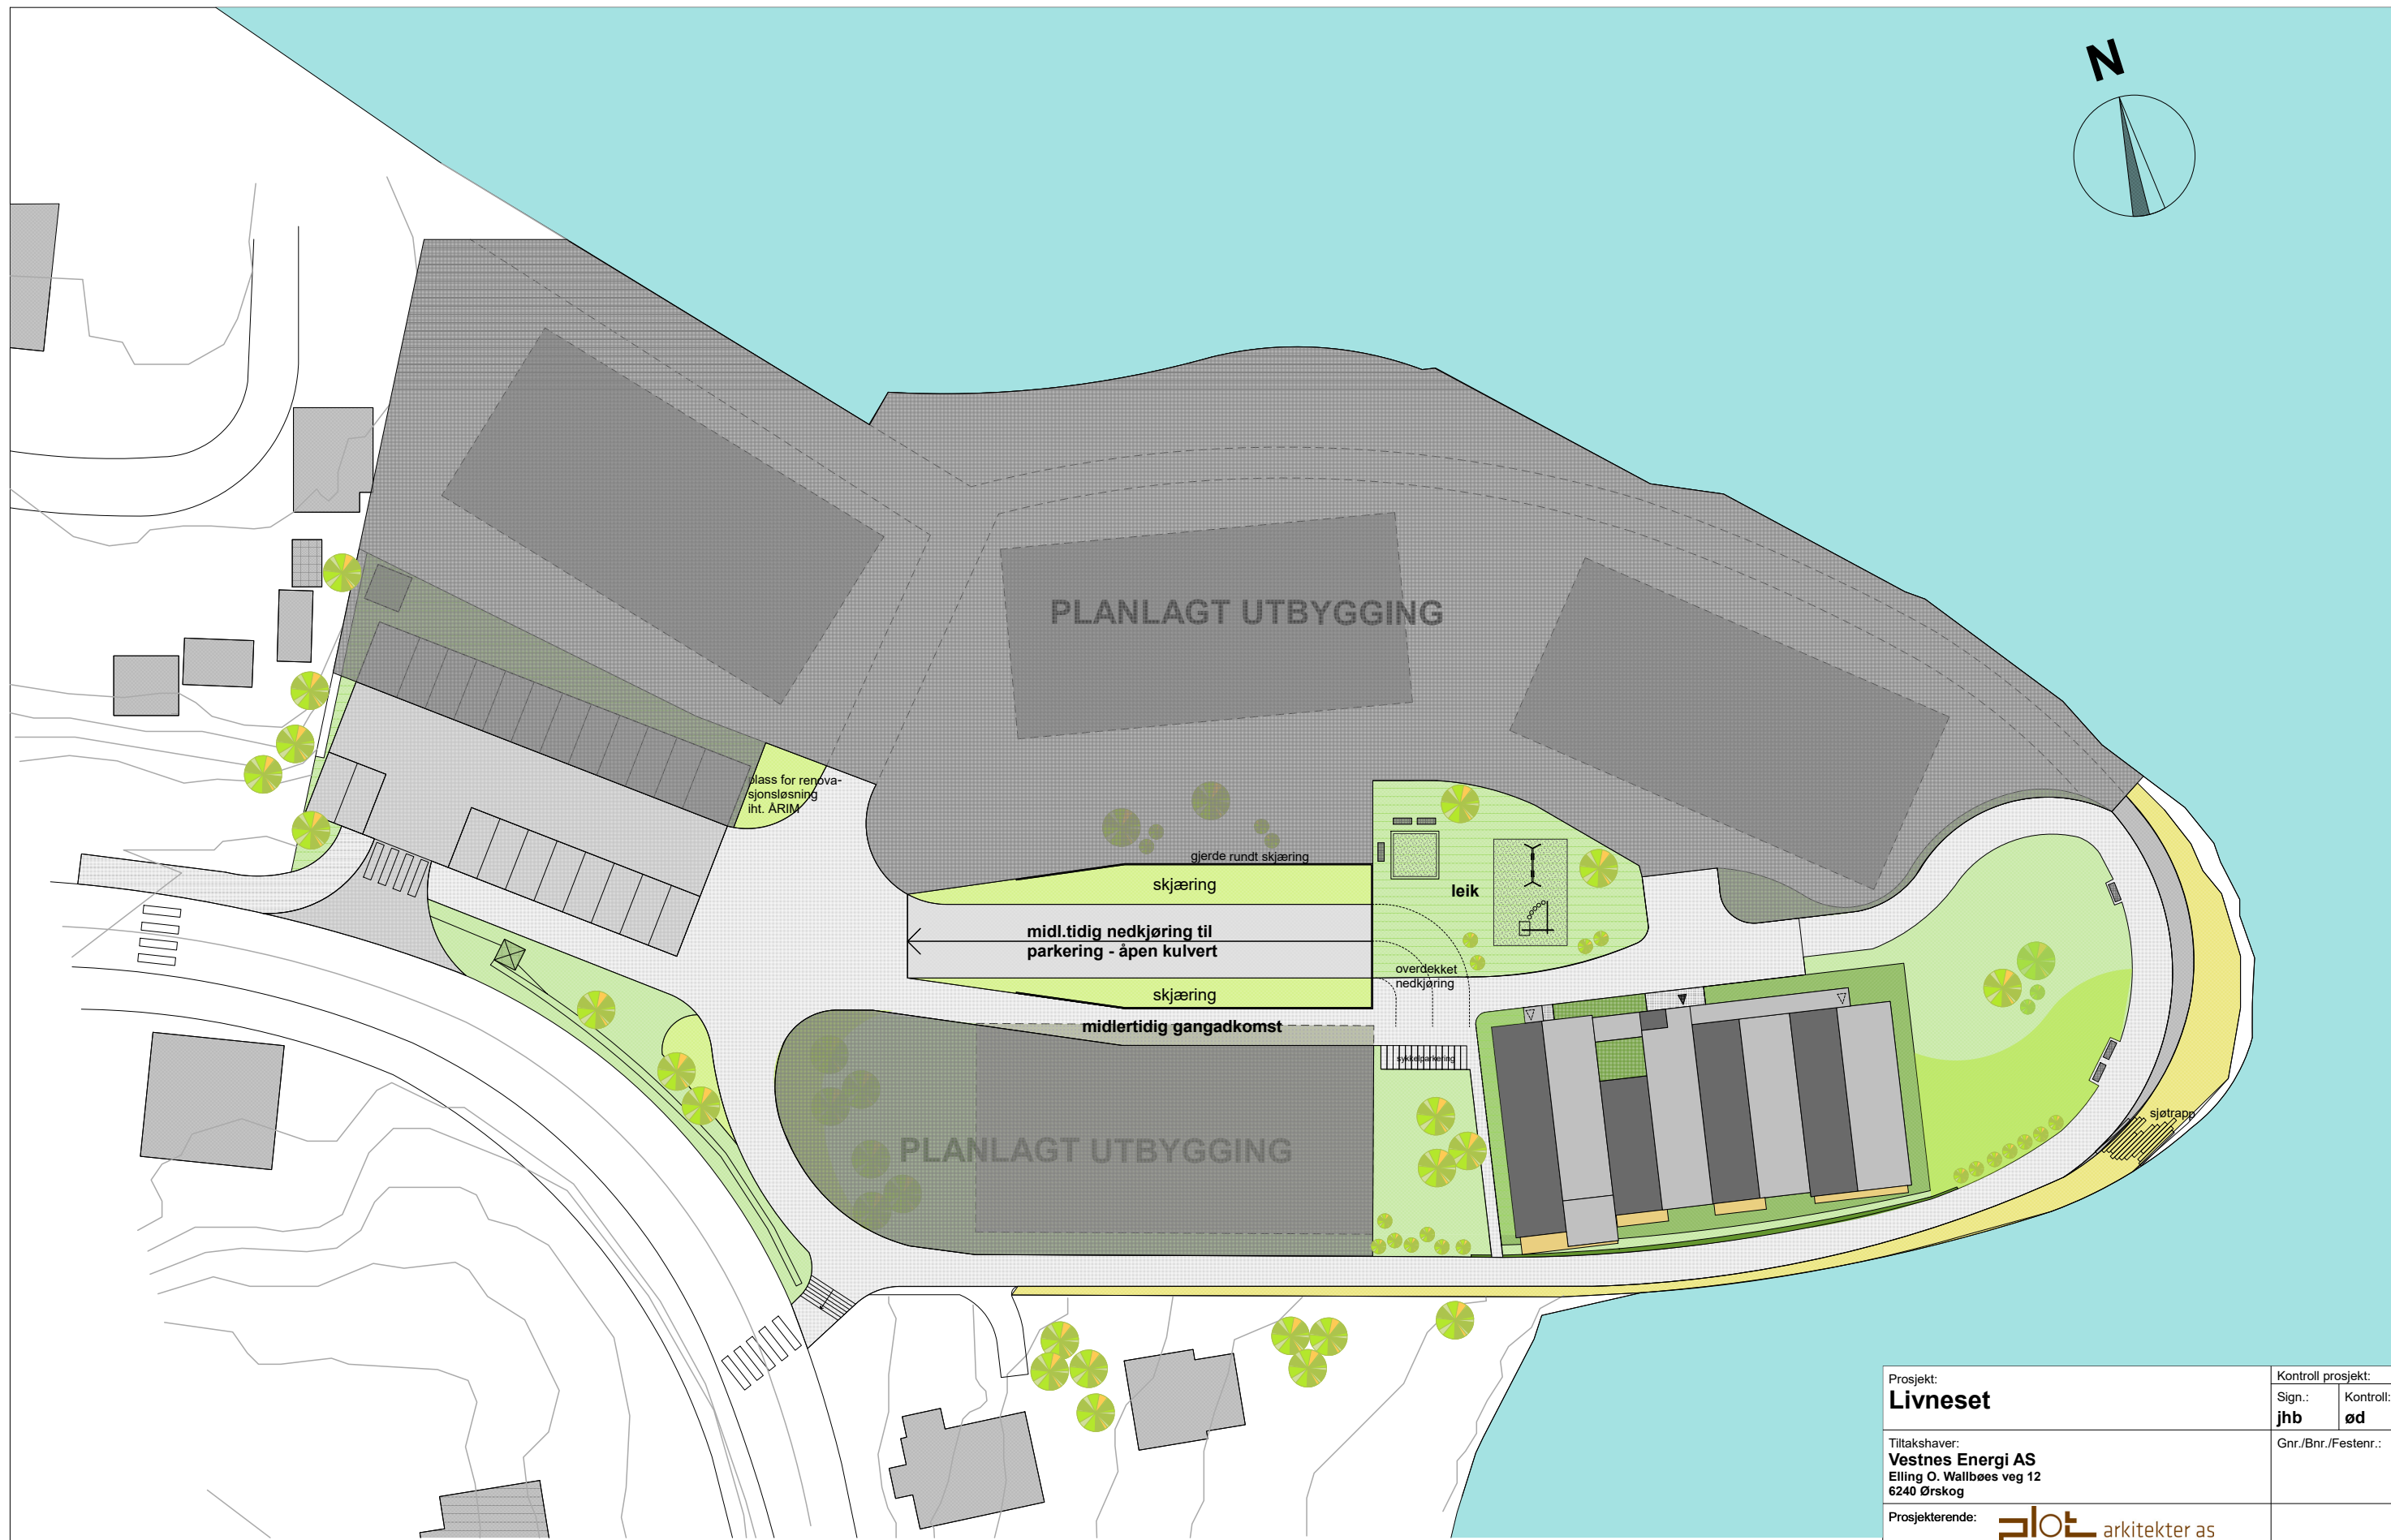 N
PLANLAGT UTBYGGING
plass for renova-
sjonsløsning
iht. ÅRIM
gjerde rundt skjæring
skjæring
leik
midl.tidig nedkjøring til
parkering - åpen kulvert
overdekket
nedkjøring
skjæring
midlertidig gangadkomst
sykkelparkering
sjøtrapp
PLANLAGT UTBYGGING
Prosjekt:
Livneset
Kontroll prosjekt:
Sign.:
jhb
Kontroll:
ød
Tiltakshaver:
Vestnes Energi AS
Elling O. Wallbøes veg 12
6240 Ørskog
Gnr./Bnr./Festenr.:
Prosjekterende:
plot arkitekter as